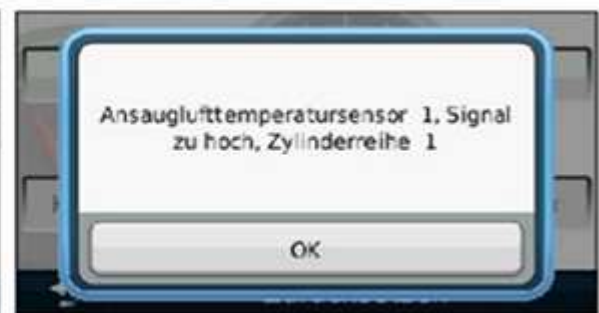 Ansauglufttemperatursensor 1, Signal
zu hoch, Zylinderreihe 1
OK